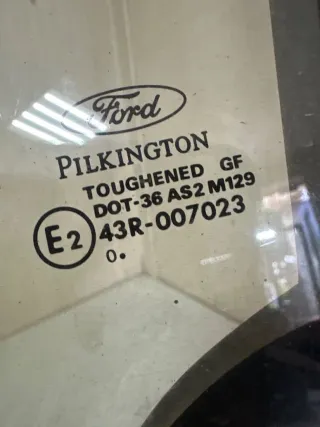 Ford
PILKINGTON
TOUGHENED GF
DOT-36 AS2 M129
E2 43R-007023
0.